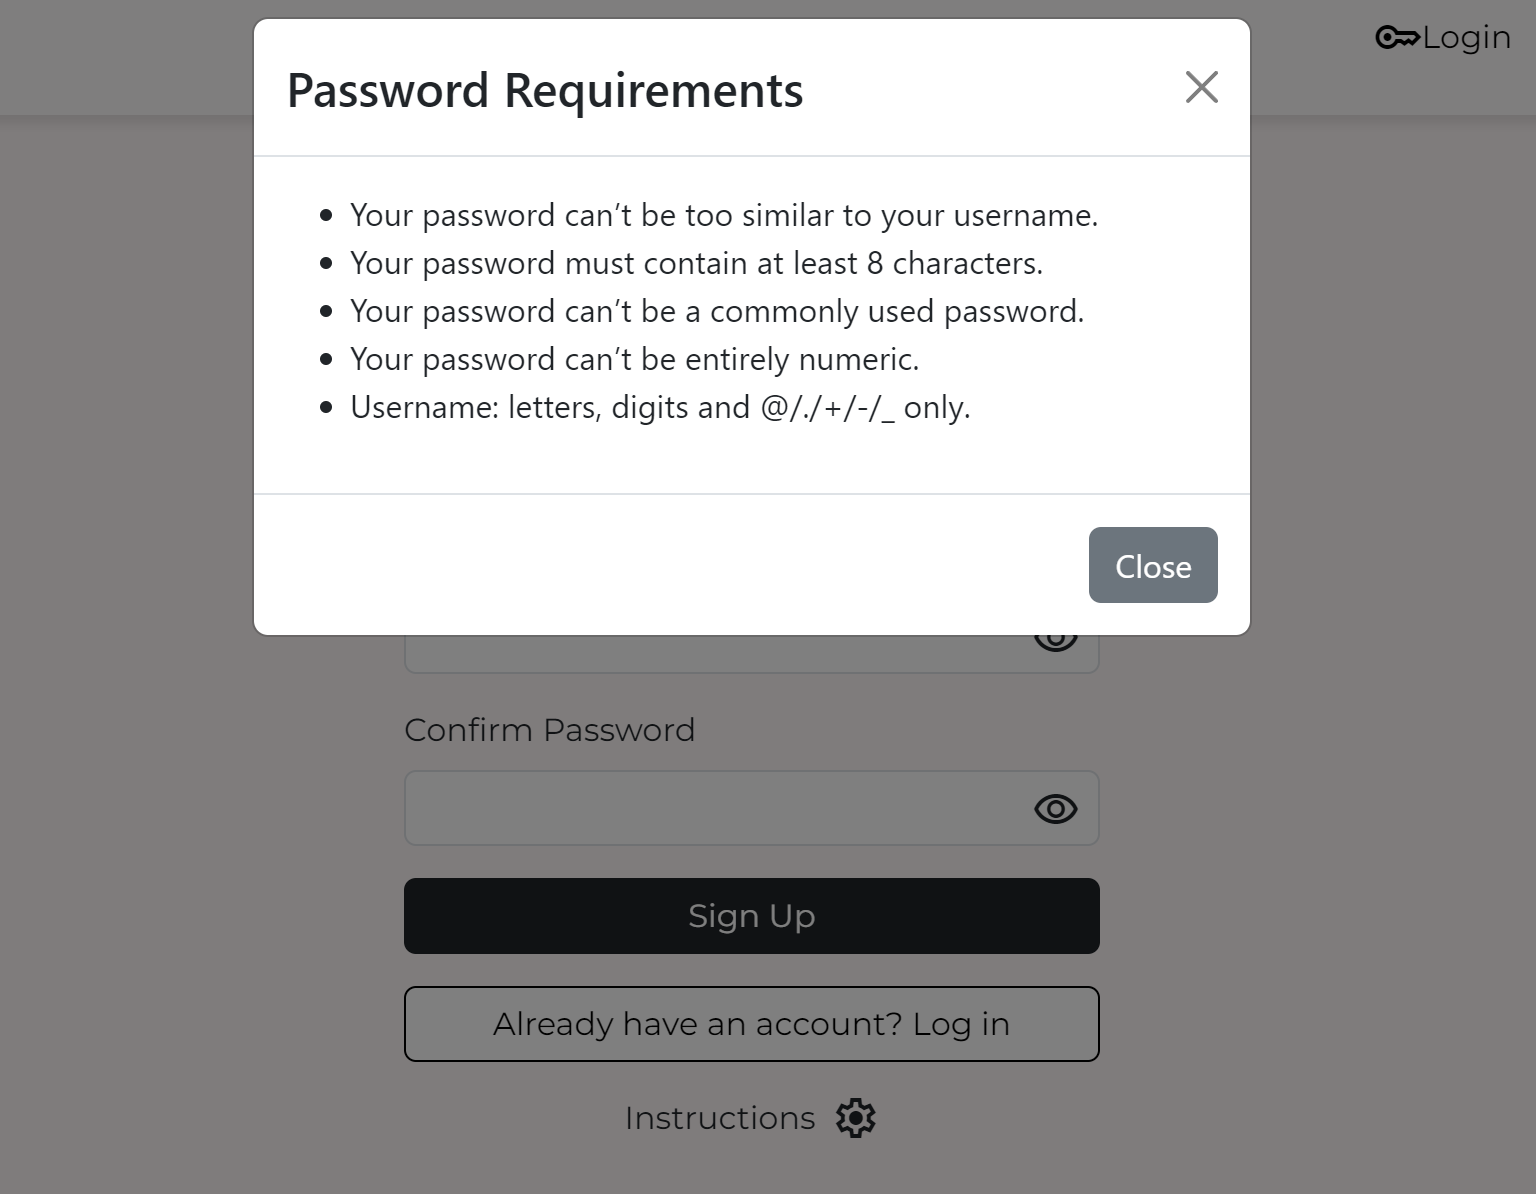 Login
Password Requirements
Your password can’t be too similar to your username.
Your password must contain at least 8 characters.
Your password can’t be a commonly used password.
Your password can’t be entirely numeric.
Username: letters, digits and @/./+/-/_ only.
Close
Confirm Password
Sign Up
Already have an account? Log in
Instructions